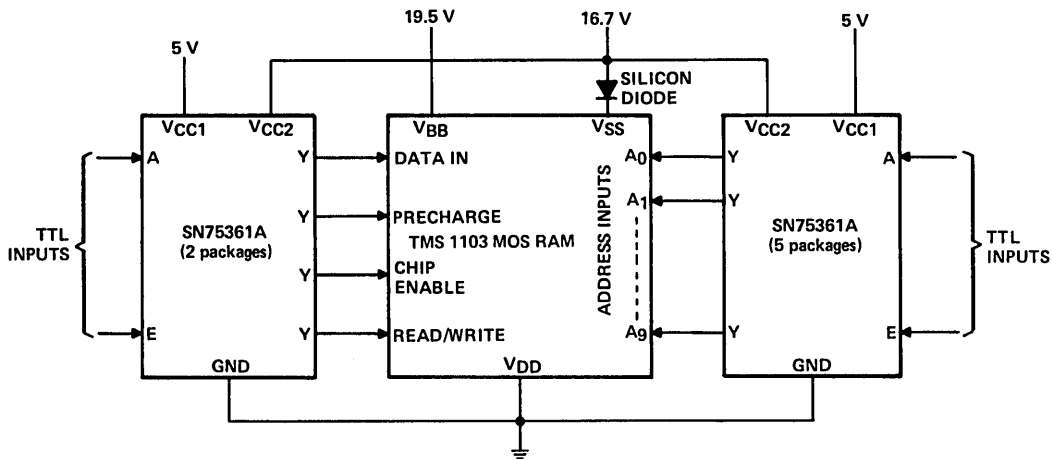 19.5 V
16.7 V
5 V
5 V
SILICON
DIODE
VCC1
VCC2
VBB
VSS
VCC2
VCC1
A
Y
DATA IN
A0
Y
A
Y
PRECHARGE
A1
Y
TTL
INPUTS
SN75361A
(2 packages)
TMS 1103 MOS RAM
ADDRESS INPUTS
SN75361A
(5 packages)
TTL
INPUTS
Y
CHIP
ENABLE
E
Y
READ/WRITE
A9
Y
E
GND
VDD
GND